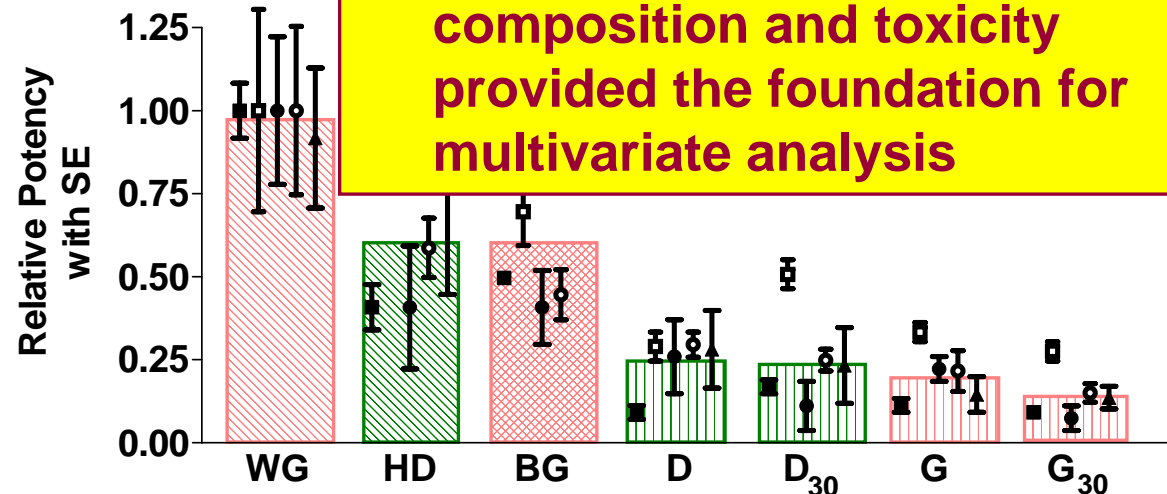 composition and toxicity
provided the foundation for
multivariate analysis
Relative Potency
with SE
1.25
1.00
0.75
0.50
0.25
0.00
WG HD BG D D30 G G30